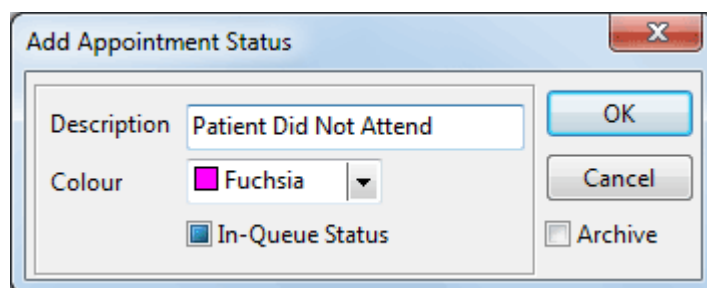 Add Appointment Status
Description Patient Did Not Attend
OK
Colour Fuchsia
Cancel
In-Queue Status
Archive